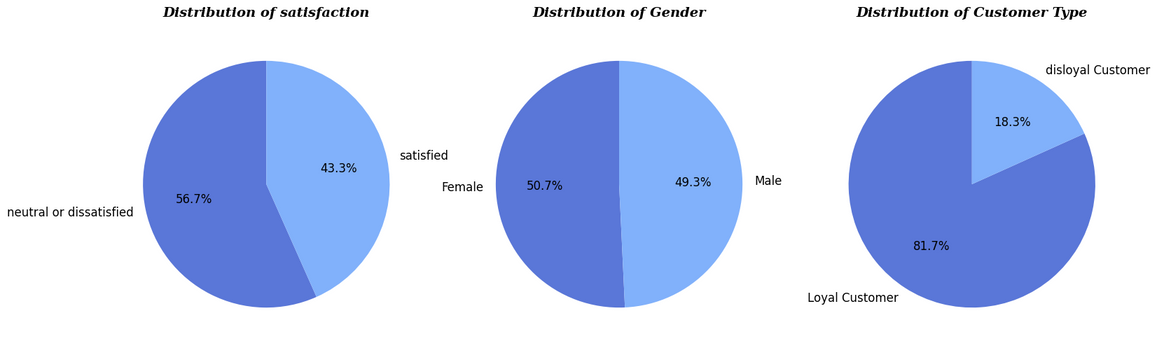 Distribution of satisfaction
43.3%
satisfied
56.7%
neutral or dissatisfied
Distribution of Gender
49.3%
Male
50.7%
Female
Distribution of Customer Type
disloyal Customer
18.3%
81.7%
Loyal Customer